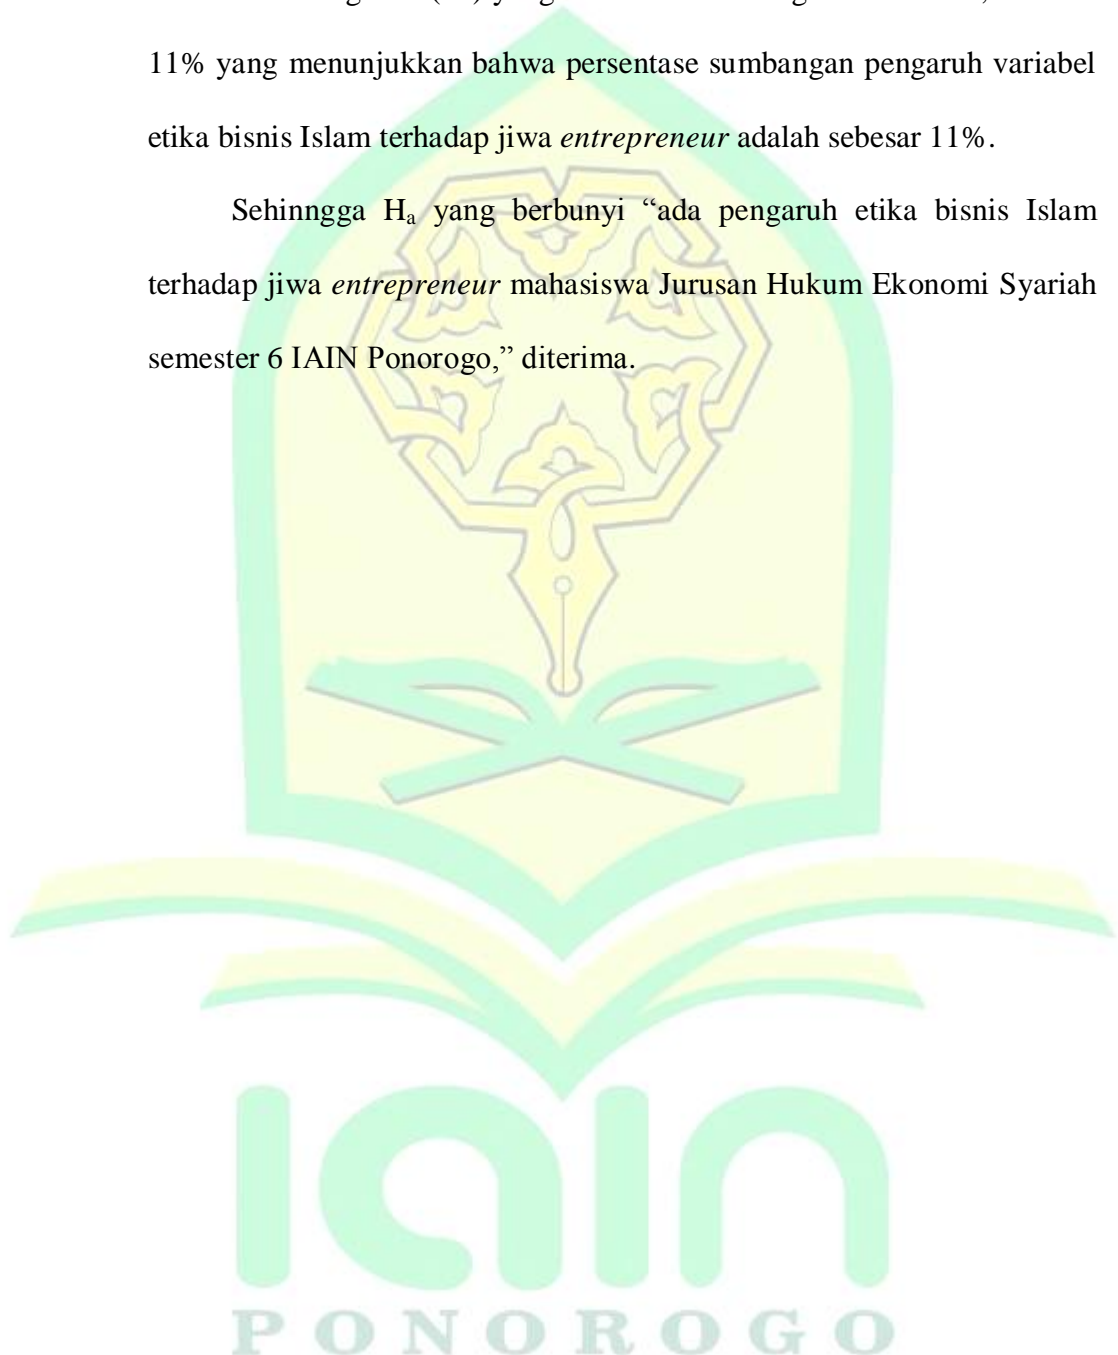 11% yang menunjukkan bahwa persentase sumbangan pengaruh variabel
etika bisnis Islam terhadap jiwa entrepreneur adalah sebesar 11%.
Sehinngga Ha yang berbunyi “ada pengaruh etika bisnis Islam
terhadap jiwa entrepreneur mahasiswa Jurusan Hukum Ekonomi Syariah
semester 6 IAIN Ponorogo,” diterima.
iain
PONOROGO